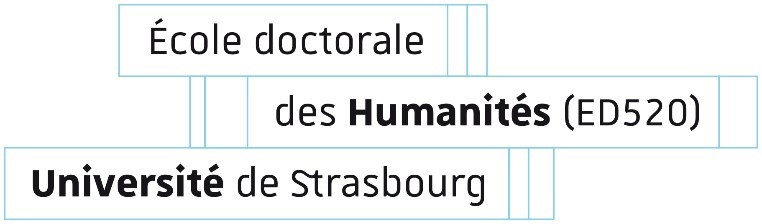 École doctorale
des Humanités (ED520)
Université de Strasbourg